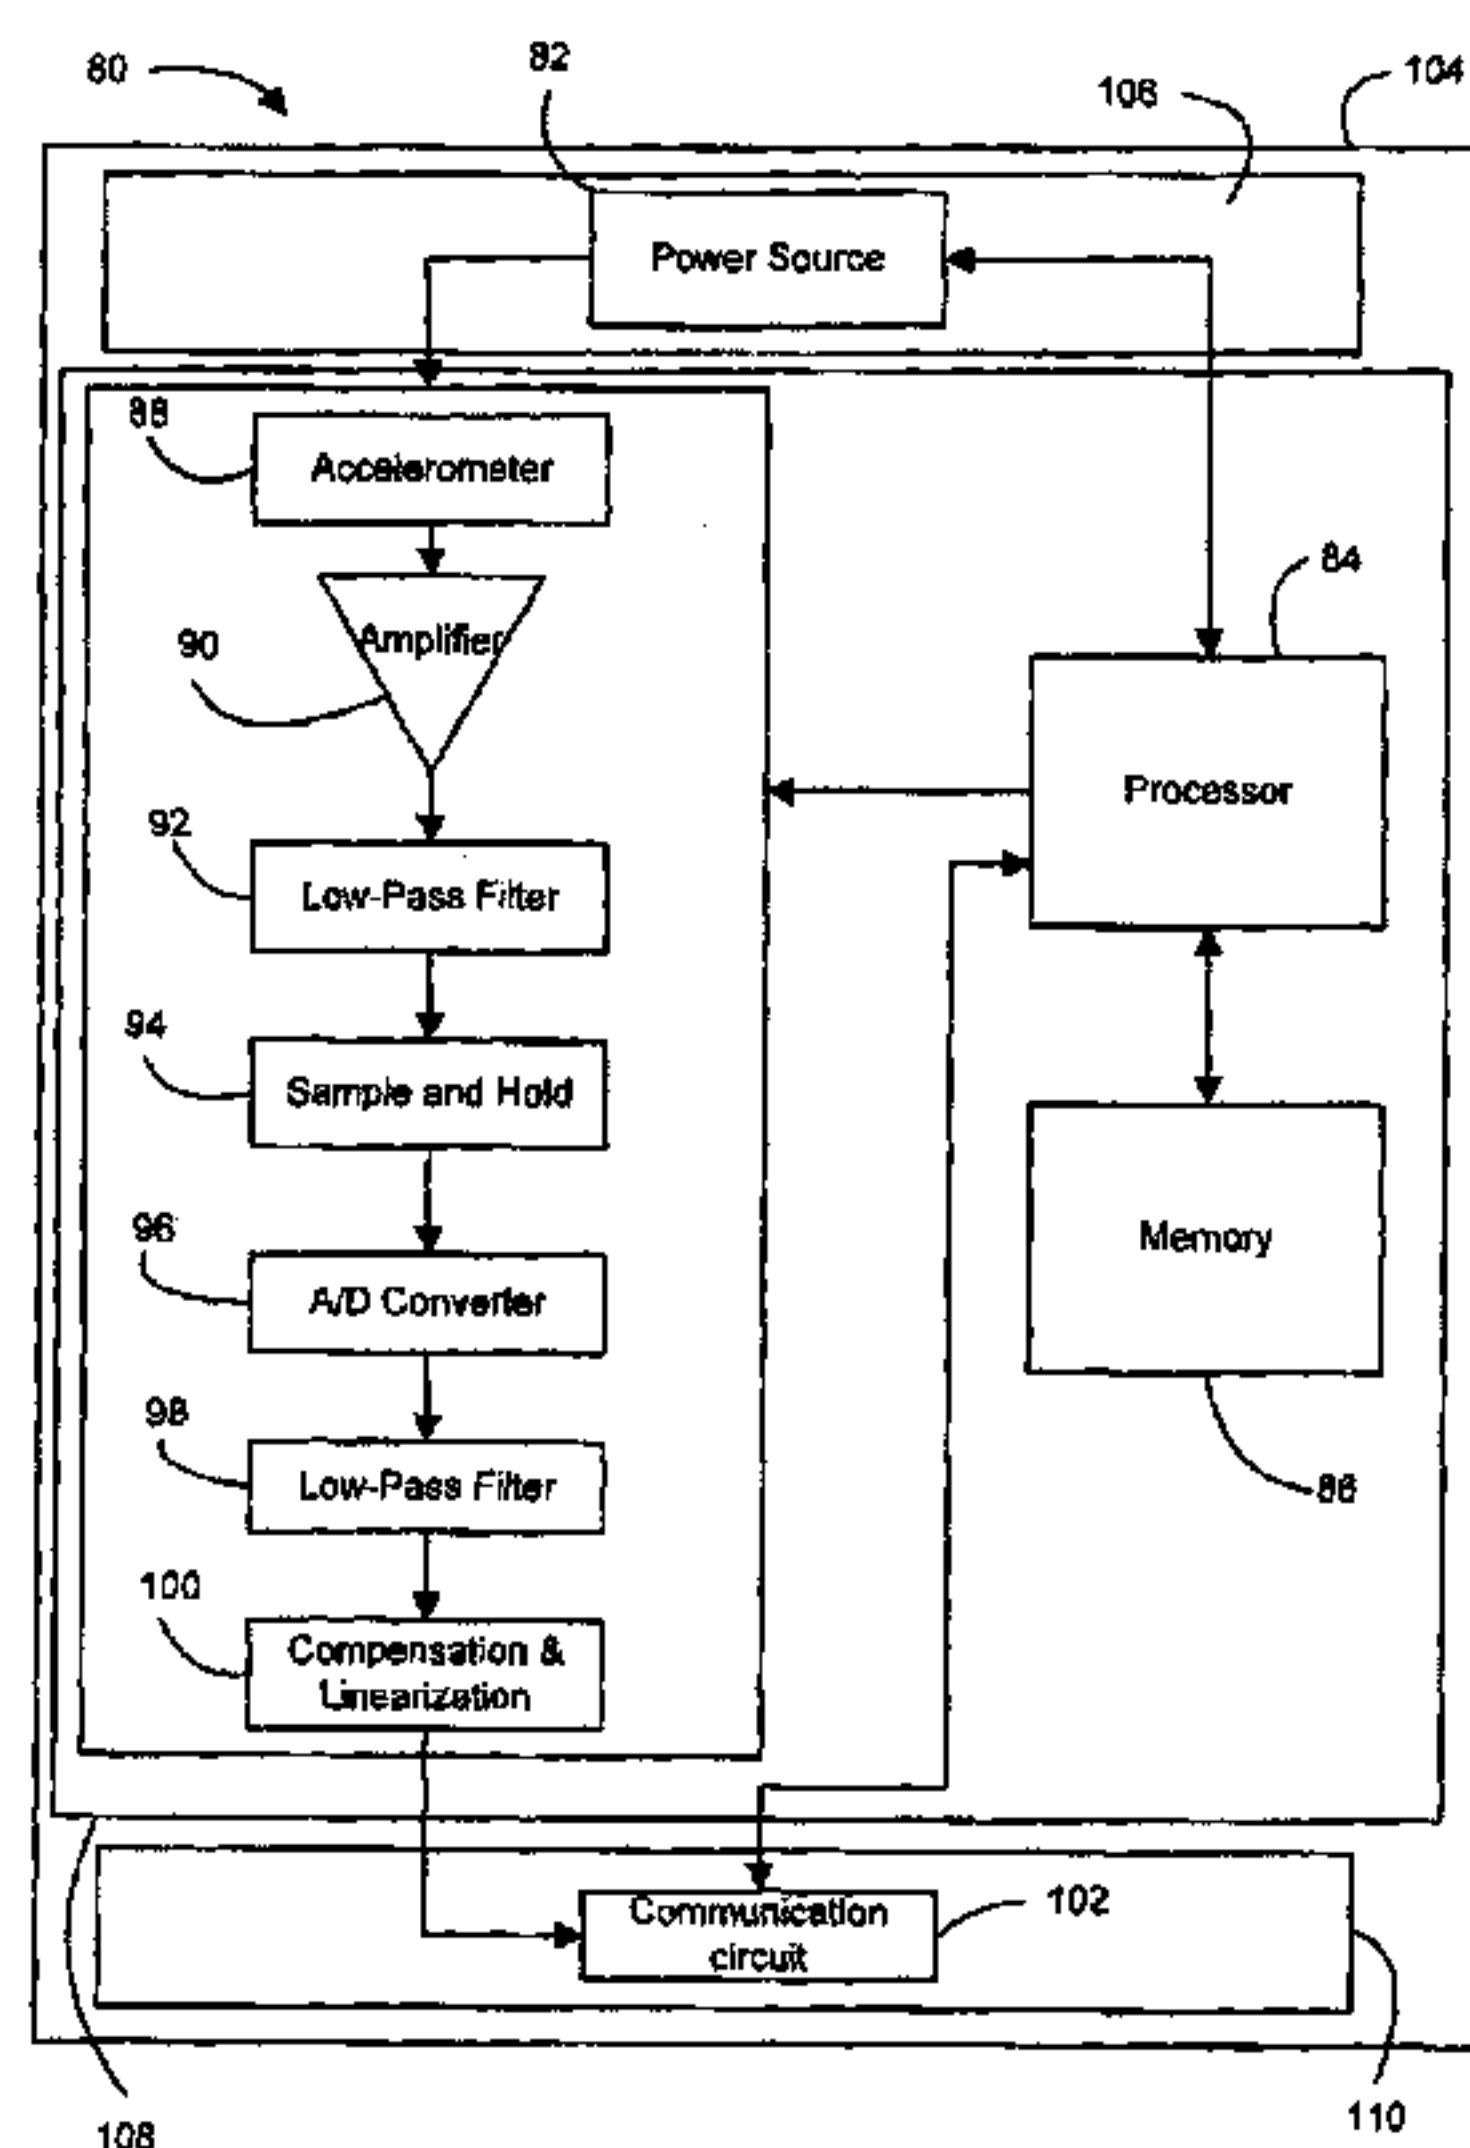 80
82
106
104
Power Source
88
Accelerometer
84
90
Amplifier
Processor
92
Low-Pass Filter
94
Sample and Hold
96
A/D Converter
Memory
98
Low-Pass Filter
86
100
Compensation &
Linearization
Communication
circuit
102
108
110